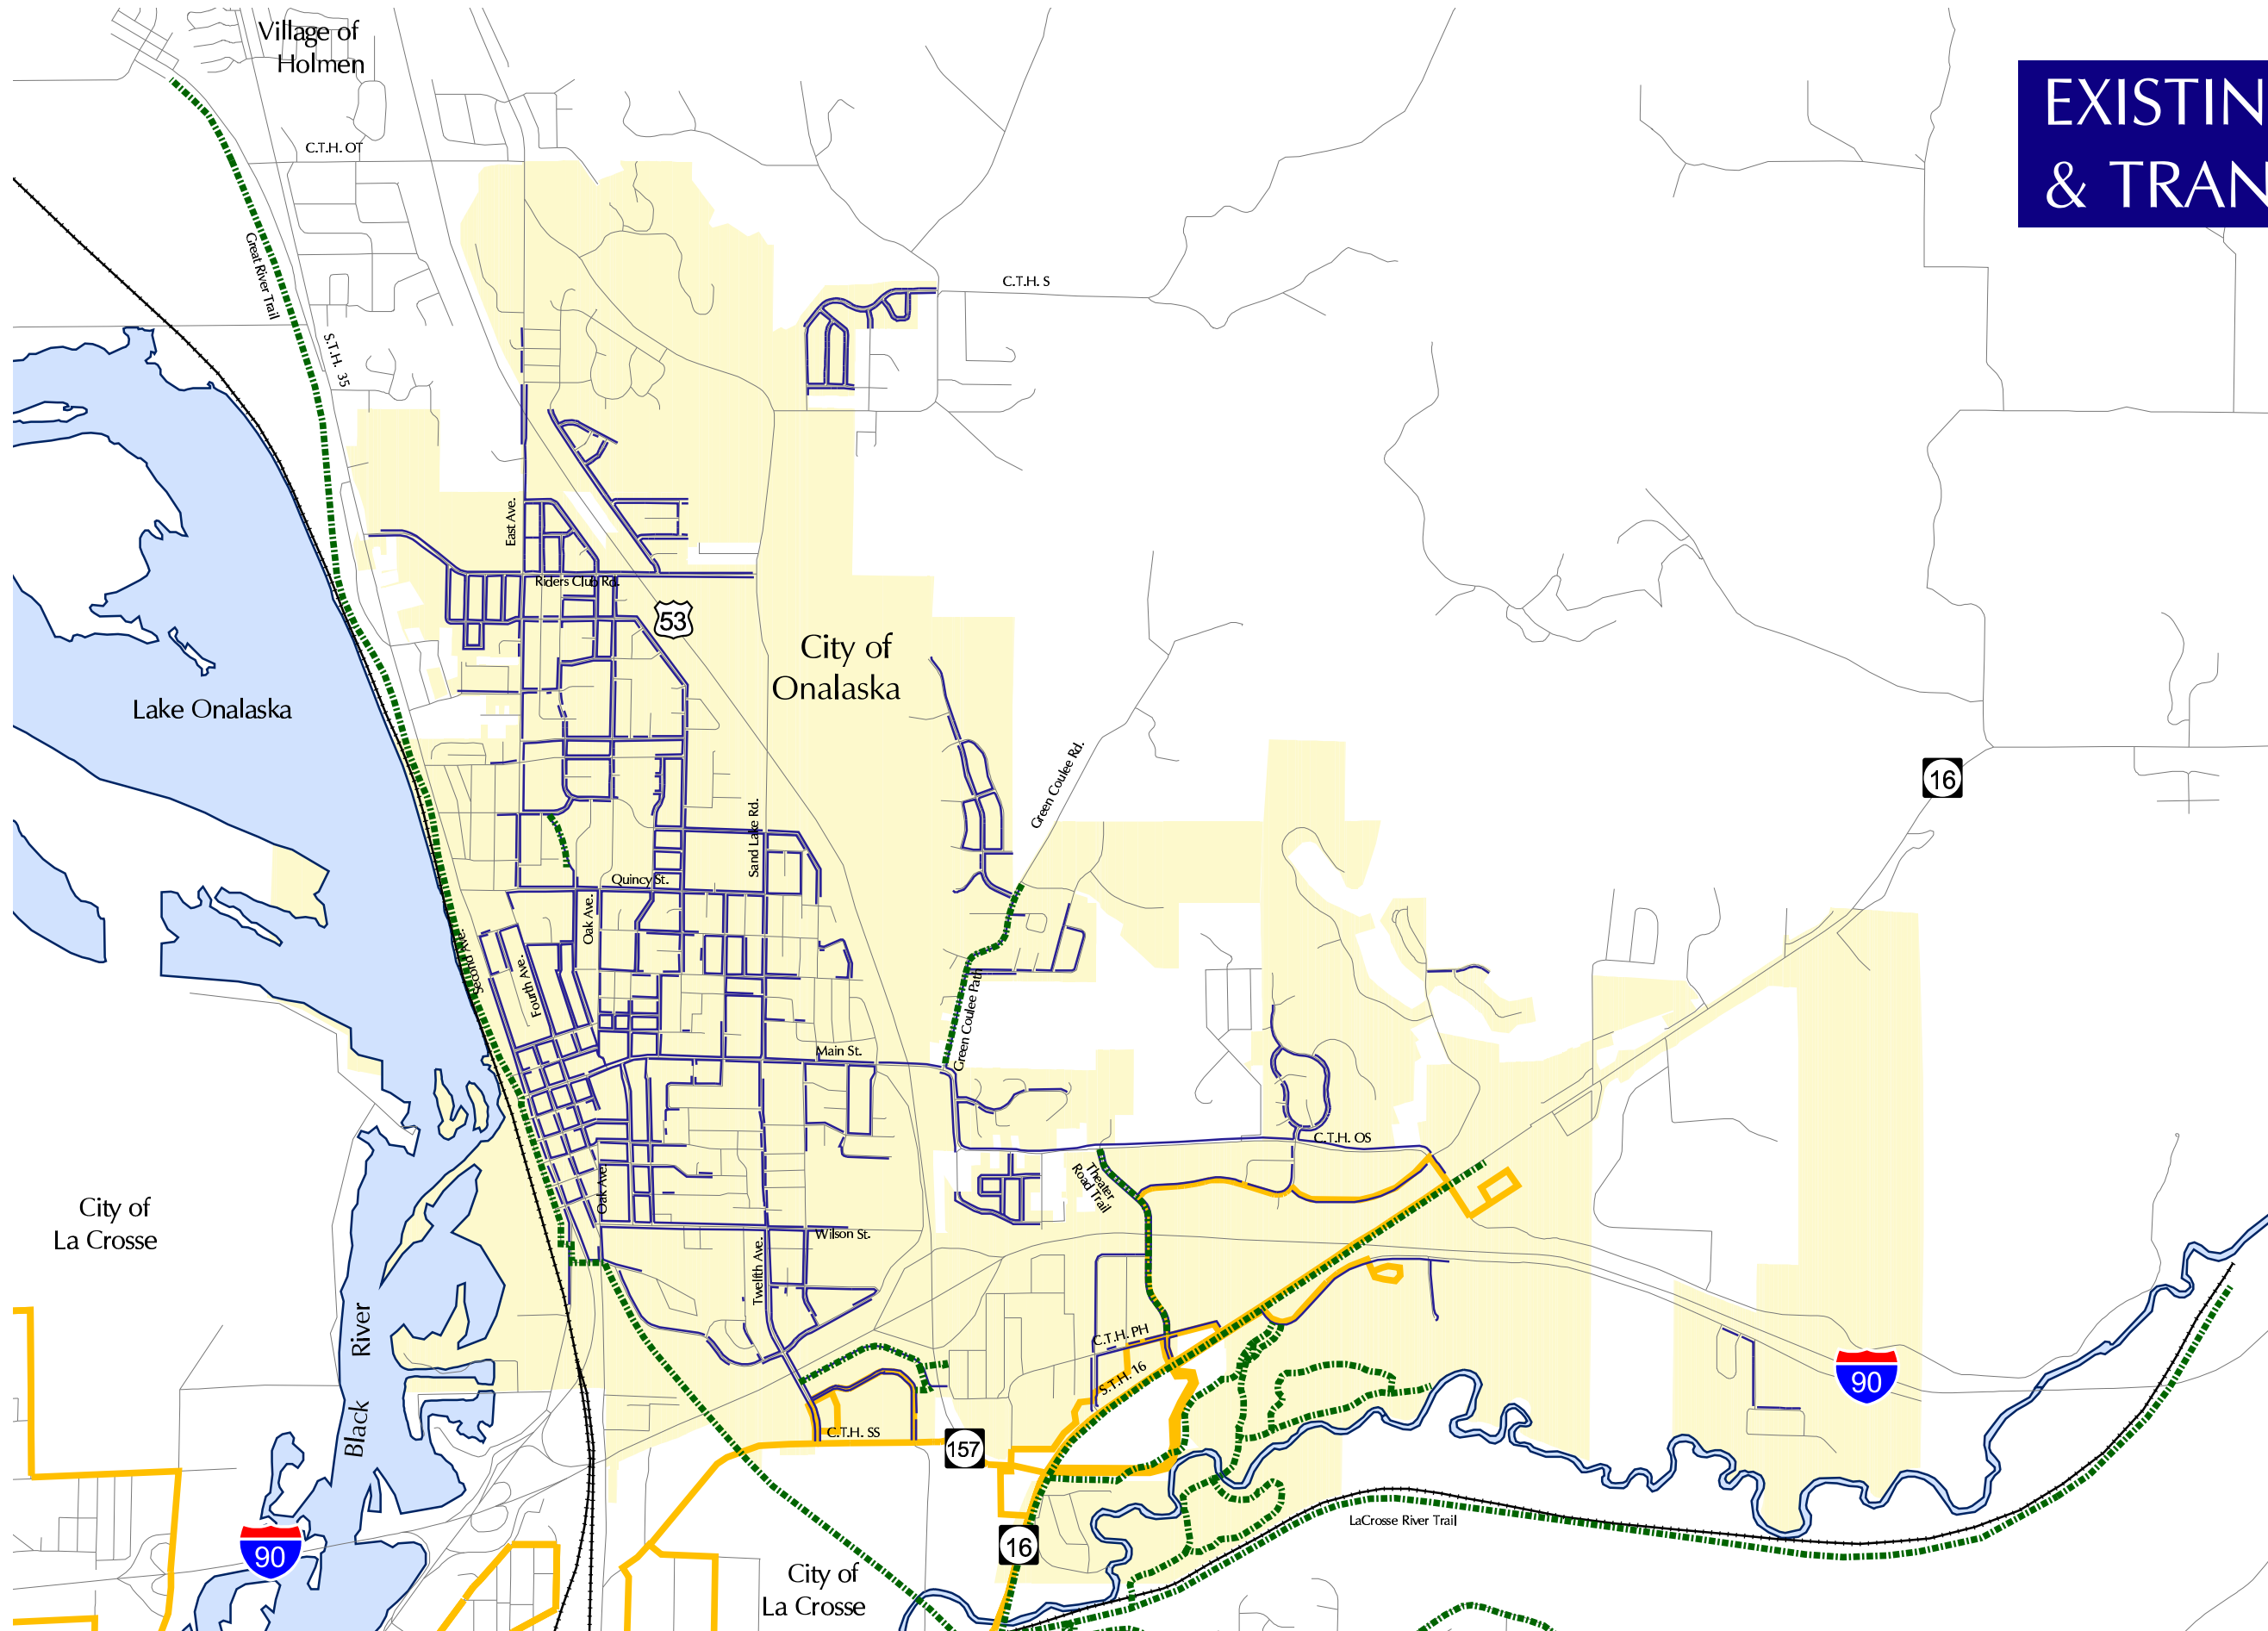 Village of
Holmen
EXISTIN
& TRAN
C.T.H. OT
Great River Trail
S.T.H. 35
C.T.H. S
East Ave.
Riders Club Rd.
53
City of
Onalaska
Lake Onalaska
Green Coulee Rd.
16
Sand Lake Rd.
Quincy St.
Oak Ave.
Second Ave.
Fourth Ave.
Green Coulee Path
Main St.
C.T.H. OS
Theater
Road Trail
Oak Ave.
City of
La Crosse
Wilson St.
Twelfth Ave.
Black River
C.T.H. PH
S.T.H. 16
90
C.T.H. SS
157
LaCrosse River Trail
16
90
City of
La Crosse